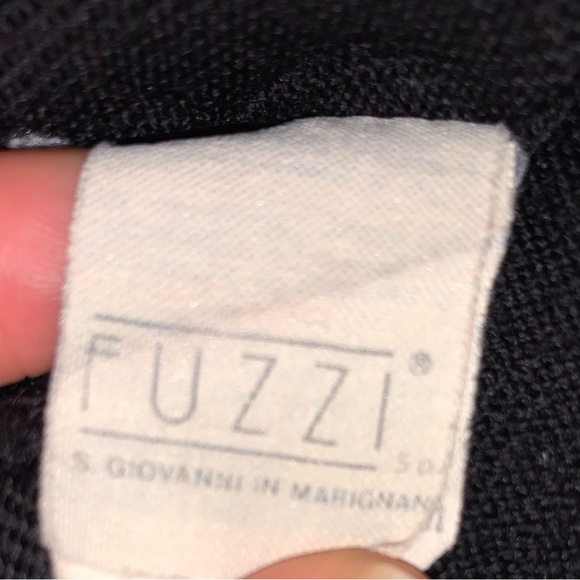 FUZZI®
S.p.A.
S. GIOVANNI IN MARIGNAN